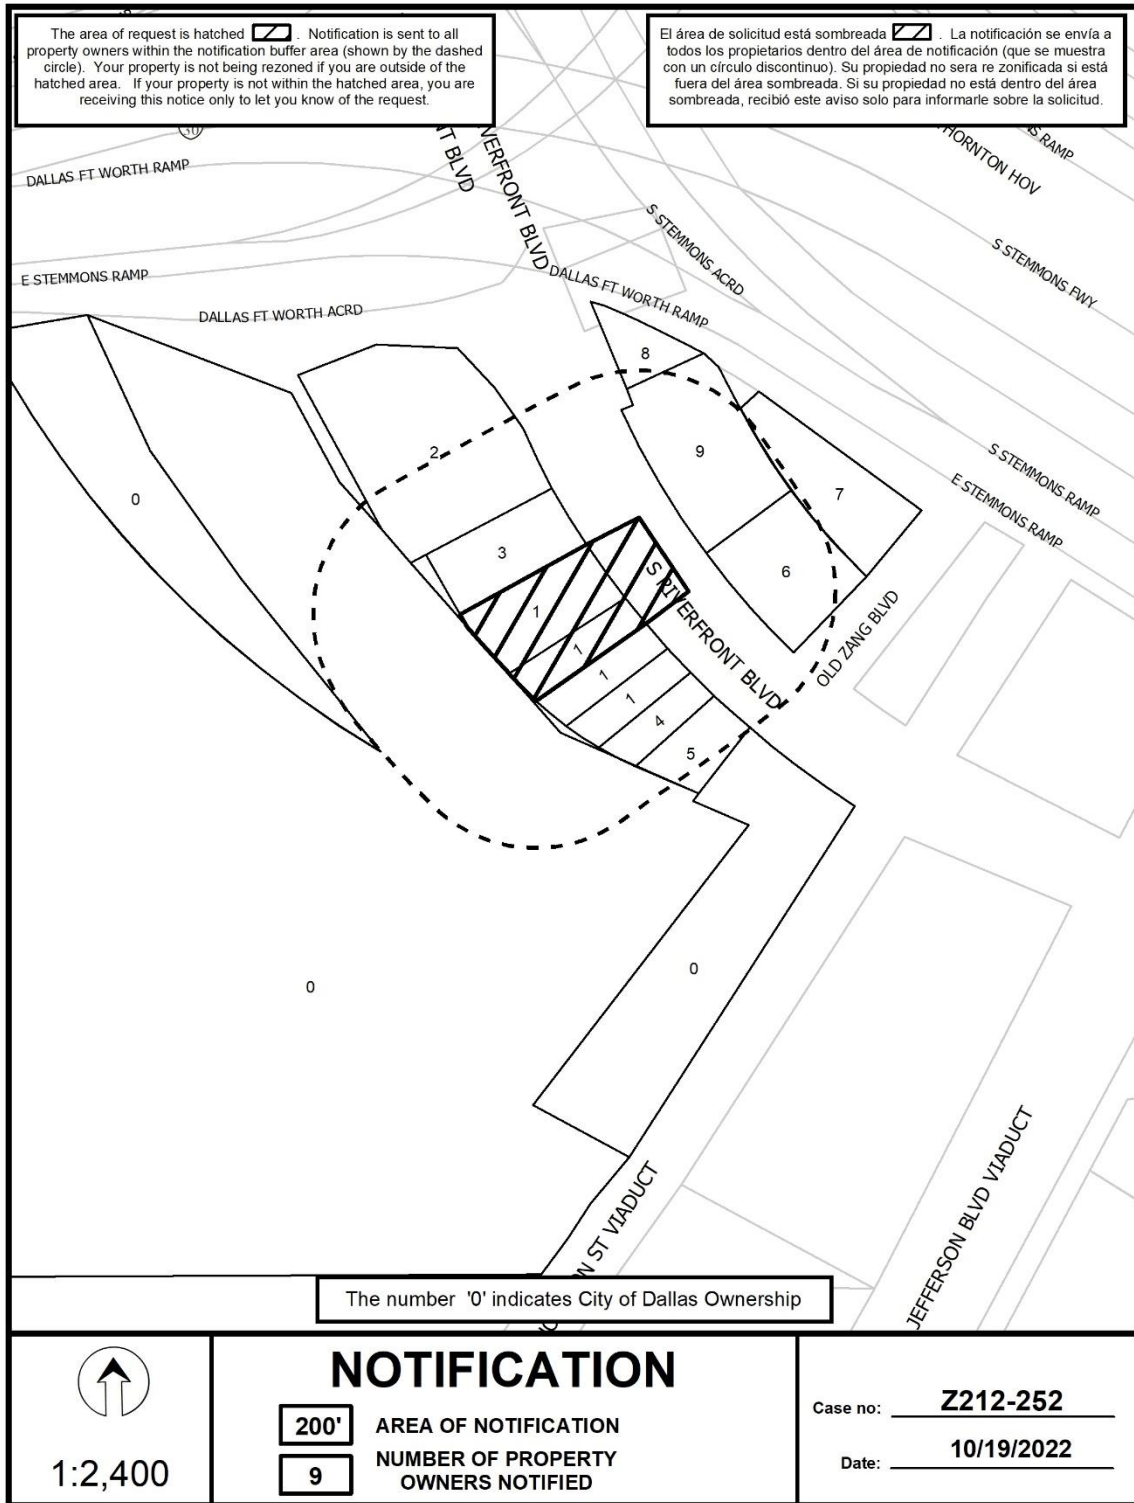 The area of request is hatched . Notification is sent to all
property owners within the notification buffer area (shown by the dashed
circle). Your property is not being rezoned if you are outside of the
hatched area. If your property is not within the hatched area, you are
receiving this notice only to let you know of the request.
El área de solicitud está sombreada . La notificación se envía a
todos los propietarios dentro del área de notificación (que se muestra
con un círculo discontinuo). Su propiedad no sera re zonificada si está
fuera del área sombreada. Si su propiedad no está dentro del área
sombreada, recibió este aviso solo para informarle sobre la solicitud.
30
NT BLVD
VERFRONT BLVD
S RAMP
HORNTON HOV
DALLAS FT WORTH RAMP
S STEMMONS ACRD
S STEMMONS FWY
E STEMMONS RAMP
DALLAS FT WORTH RAMP
DALLAS FT WORTH ACRD
8
2
9
S STEMMONS RAMP
7
E STEMMONS RAMP
0
3
6
S RIVERFRONT BLVD
OLD ZANG BLVD
1
1
1
1
4
5
0
0
ON ST VIADUCT
JEFFERSON BLVD VIADUCT
The number '0' indicates City of Dallas Ownership
1:2,400
NOTIFICATION
200' AREA OF NOTIFICATION
9 NUMBER OF PROPERTY
OWNERS NOTIFIED
Case no: Z212-252
Date: 10/19/2022